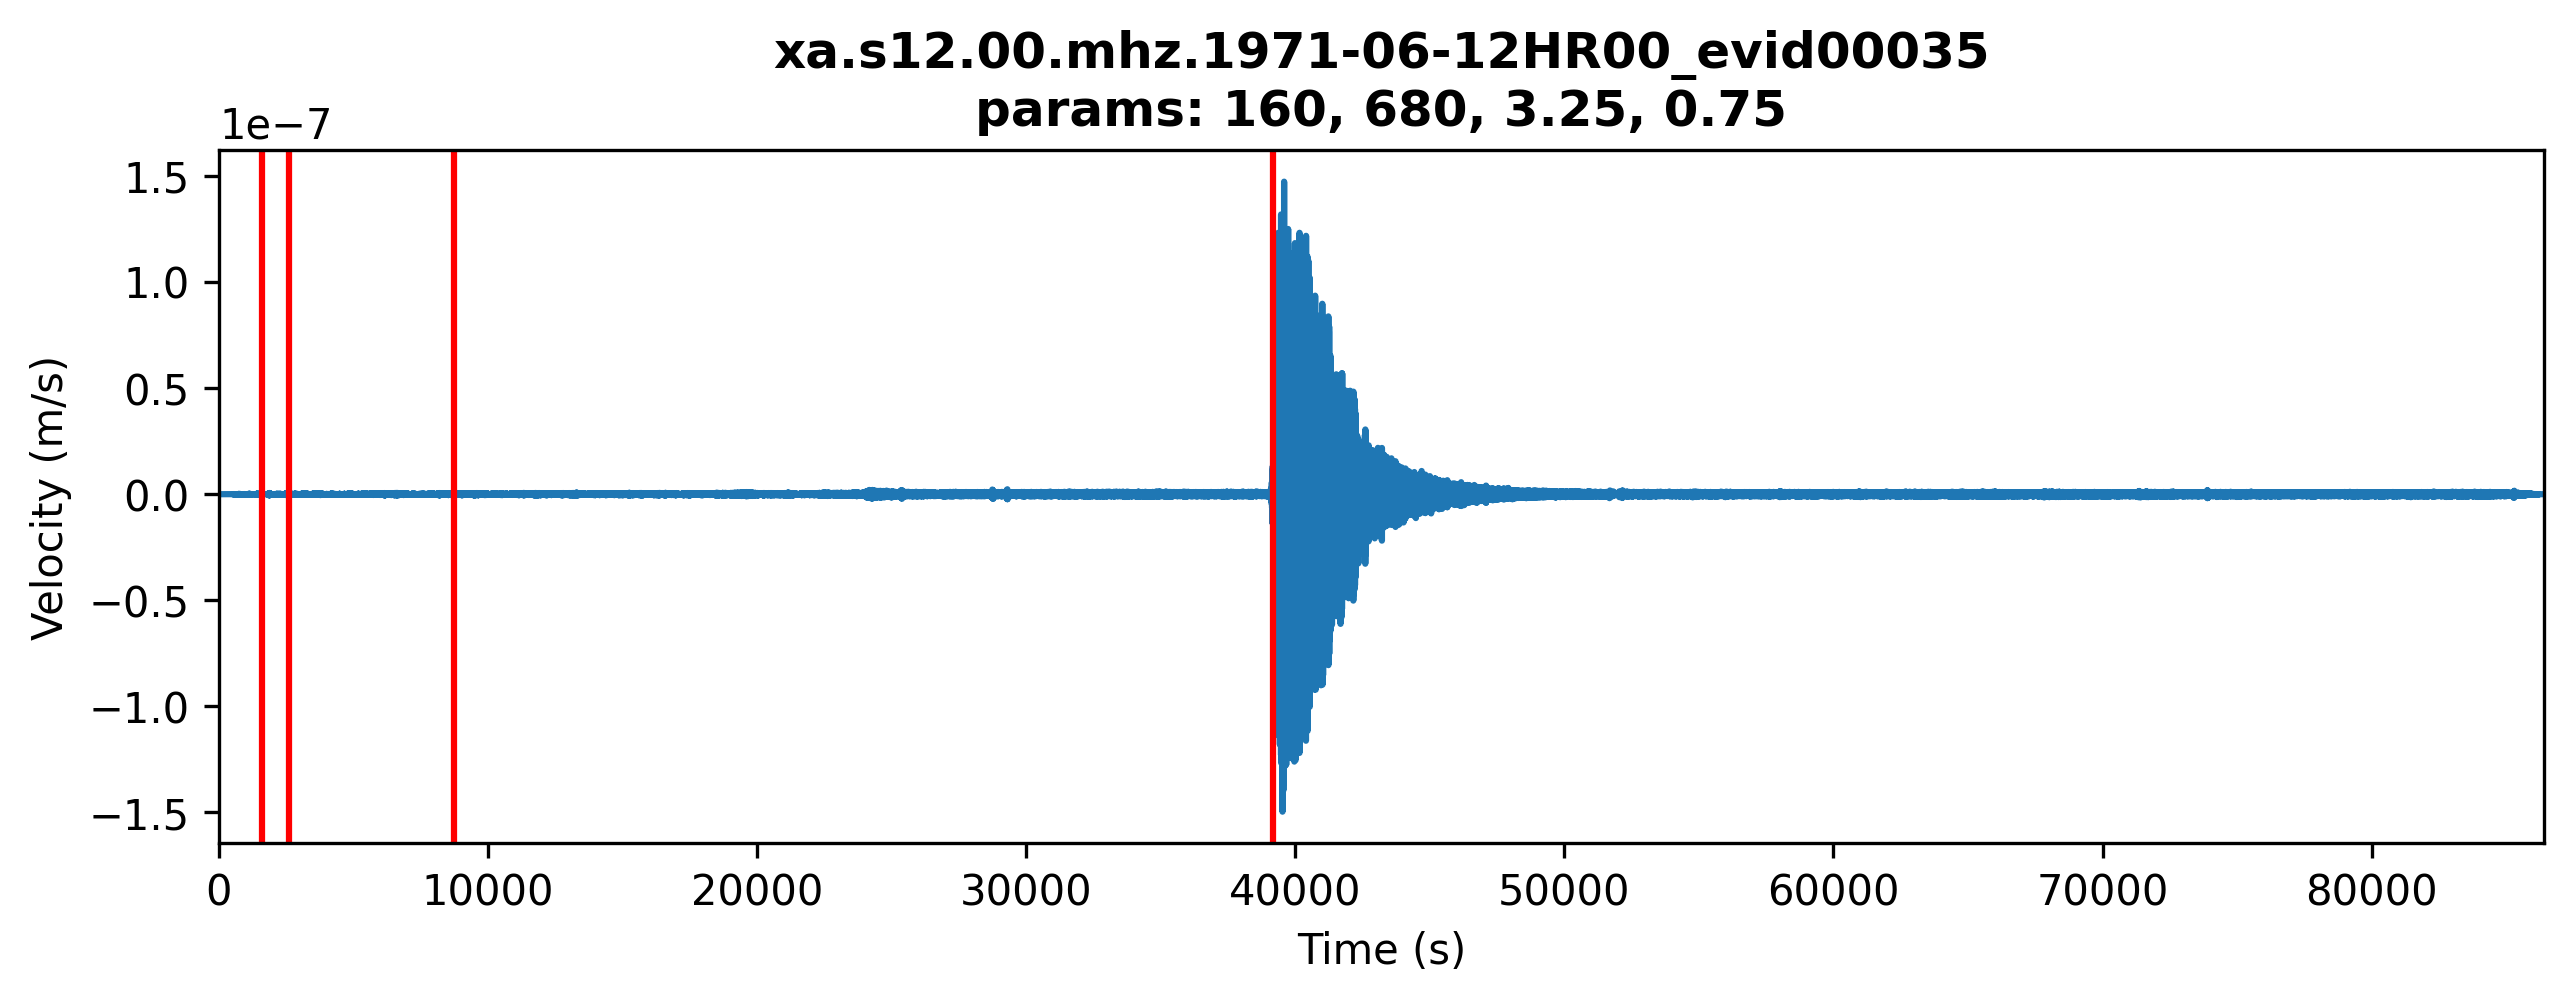 xa.s12.00.mhz.1971-06-12HR00_evid00035
params: 160, 680, 3.25, 0.75
1e−7
1.5
1.0
0.5
0.0
−0.5
−1.0
−1.5
Velocity (m/s)
0 10000 20000 30000 40000 50000 60000 70000 80000
Time (s)